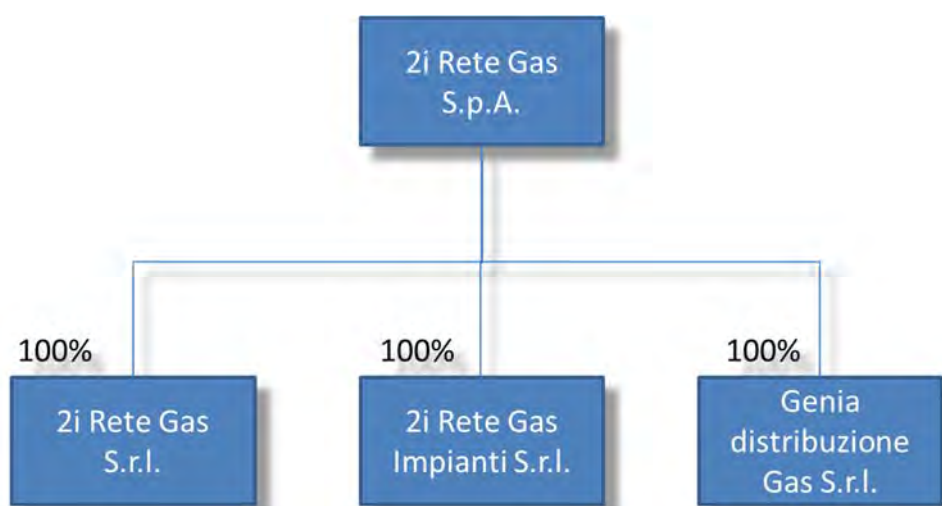 2i Rete Gas
S.p.A.
100%
100%
100%
2i Rete Gas
S.r.l.
2i Rete Gas
Impianti S.r.l.
Genia
distribuzione
Gas S.r.l.